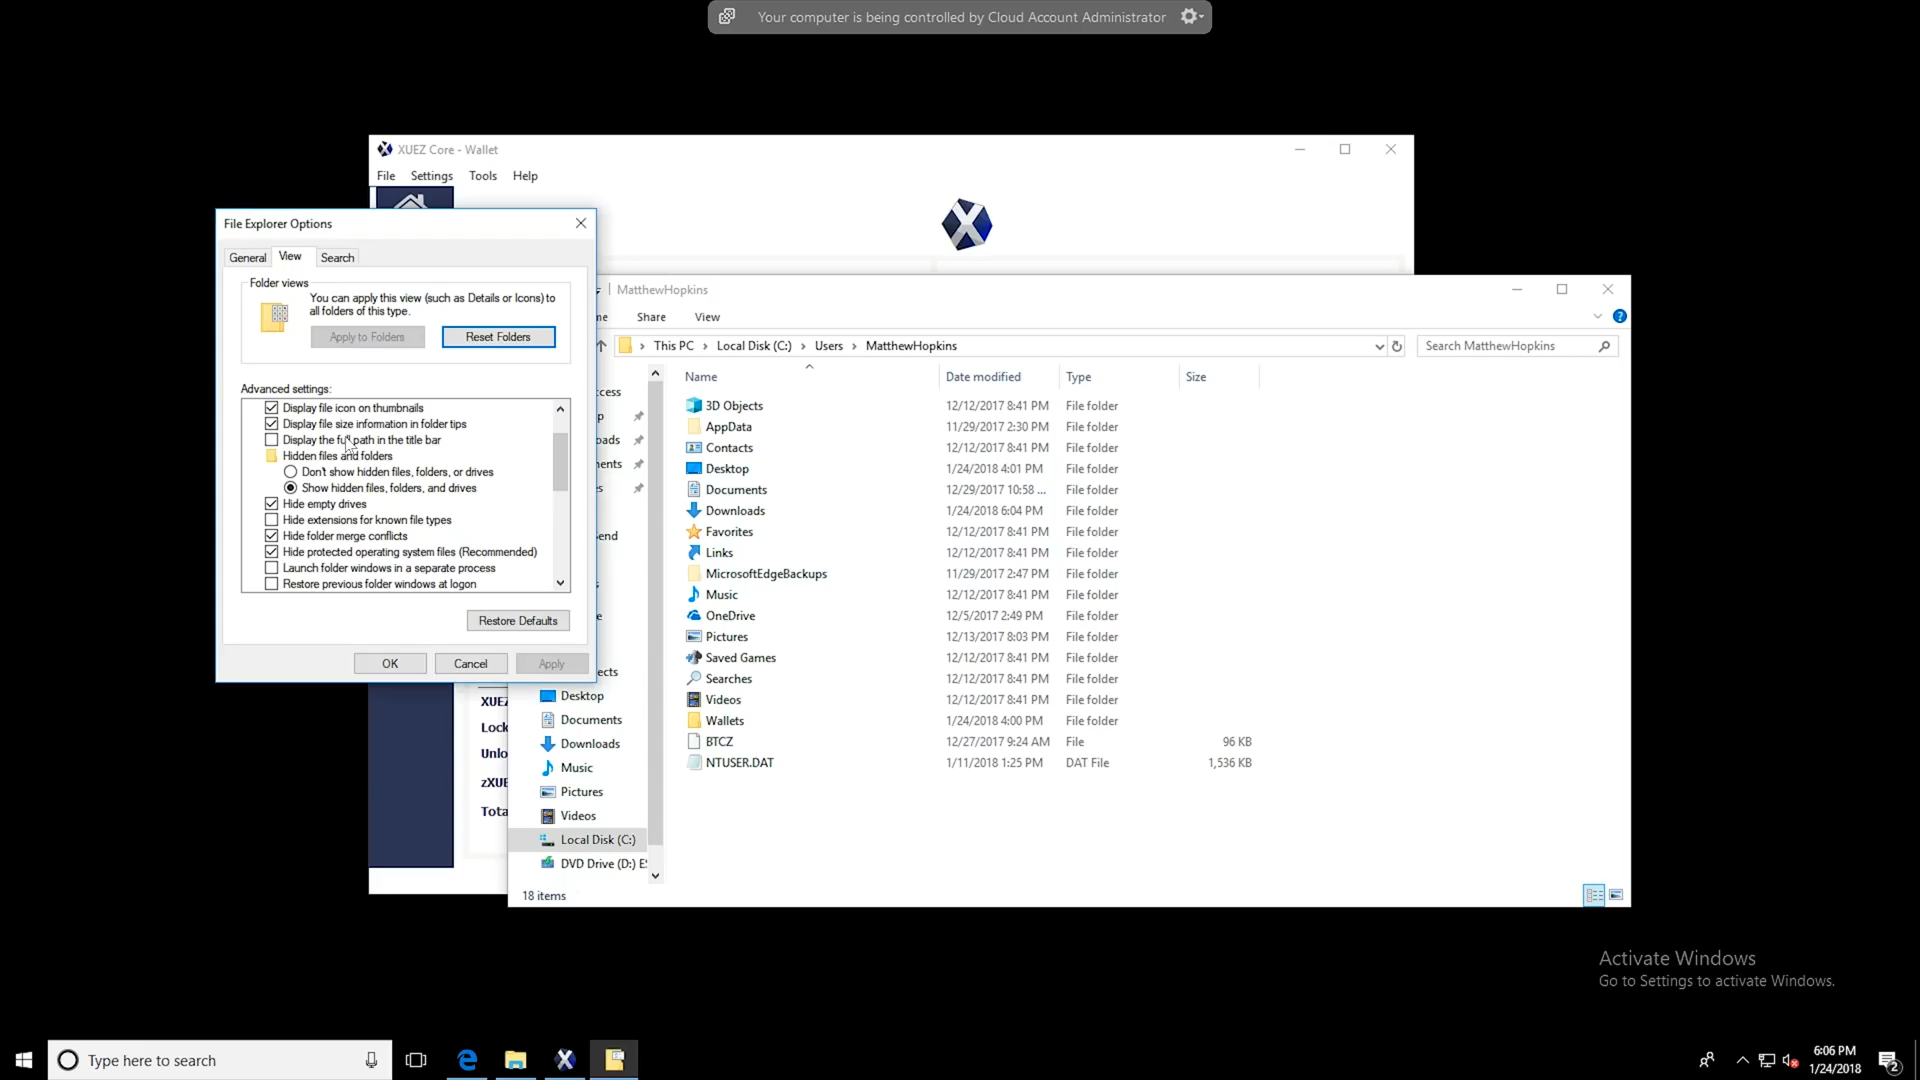 Your computer is being controlled by Cloud Account Administrator
XUEZ Core - Wallet
File Settings Tools Help
File Explorer Options
General View Search
Folder views
You can apply this view (such as Details or Icons) to
all folders of this type.
Apply to Folders Reset Folders
Advanced settings:
Display file icon on thumbnails
Display file size information in folder tips
Display the full path in the title bar
Hidden files and folders
Don't show hidden files, folders, or drives
Show hidden files, folders, and drives
Hide empty drives
Hide extensions for known file types
Hide folder merge conflicts
Hide protected operating system files (Recommended)
Launch folder windows in a separate process
Restore previous folder windows at logon
Restore Defaults
OK Cancel Apply
MatthewHopkins
me Share View
This PC > Local Disk (C:) > Users > MatthewHopkins
Search MatthewHopkins
Name Date modified Type Size
3D Objects 12/12/2017 8:41 PM File folder
AppData 11/29/2017 2:30 PM File folder
Contacts 12/12/2017 8:41 PM File folder
Desktop 1/24/2018 4:01 PM File folder
Documents 12/29/2017 10:58 ... File folder
Downloads 1/24/2018 6:04 PM File folder
Favorites 12/12/2017 8:41 PM File folder
Links 12/12/2017 8:41 PM File folder
MicrosoftEdgeBackups 11/29/2017 2:47 PM File folder
Music 12/12/2017 8:41 PM File folder
OneDrive 12/5/2017 2:49 PM File folder
Pictures 12/13/2017 8:03 PM File folder
Saved Games 12/12/2017 8:41 PM File folder
Searches 12/12/2017 8:41 PM File folder
Videos 12/12/2017 8:41 PM File folder
Wallets 1/24/2018 4:00 PM File folder
BTCZ 12/27/2017 9:24 AM File 96 KB
NTUSER.DAT 1/11/2018 1:25 PM DAT File 1,536 KB
ccess
p
oads
nents
es
end
s
e
ects
Desktop
Documents
Downloads
Music
Pictures
Videos
Local Disk (C:)
DVD Drive (D:) E
18 items
XUEZ
Lock
Unlo
zXUE
Tota
Activate Windows
Go to Settings to activate Windows.
Type here to search
6:06 PM
1/24/2018
2